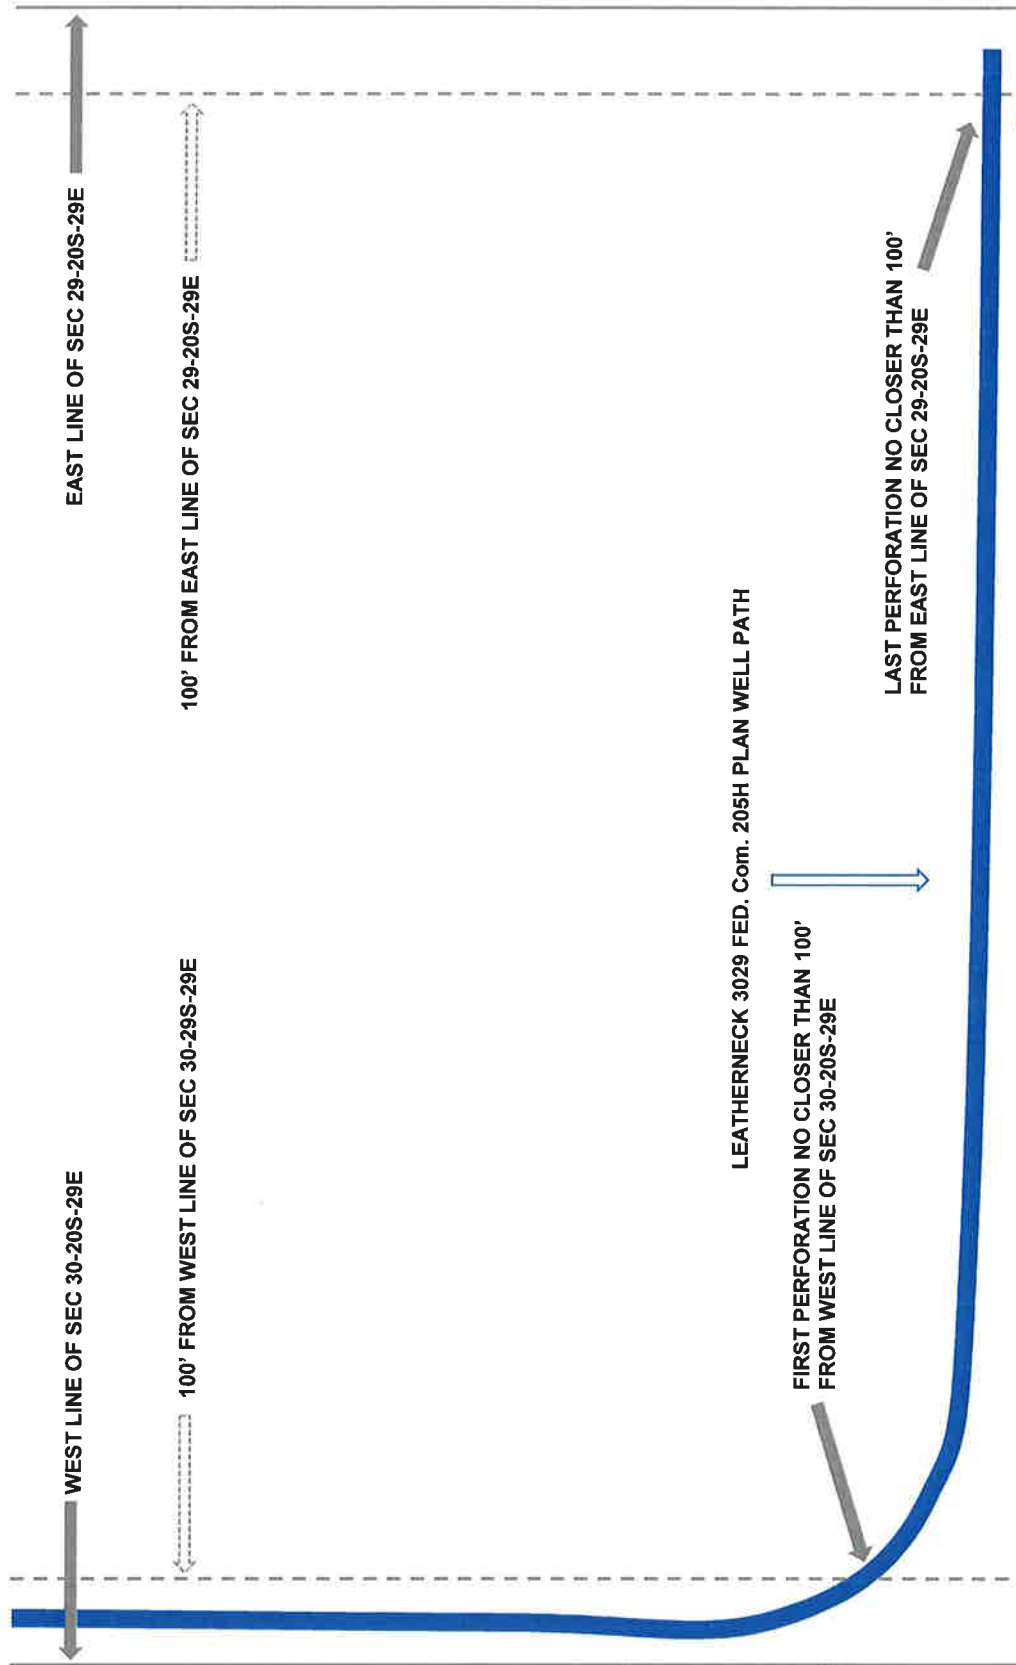 WEST LINE OF SEC 30-20S-29E
EAST LINE OF SEC 29-20S-29E
100' FROM WEST LINE OF SEC 30-29S-29E
100' FROM EAST LINE OF SEC 29-20S-29E
LEATHERNECK 3029 FED. Com. 205H PLAN WELL PATH
FIRST PERFORATION NO CLOSER THAN 100'
FROM WEST LINE OF SEC 30-20S-29E
LAST PERFORATION NO CLOSER THAN 100'
FROM EAST LINE OF SEC 29-20S-29E